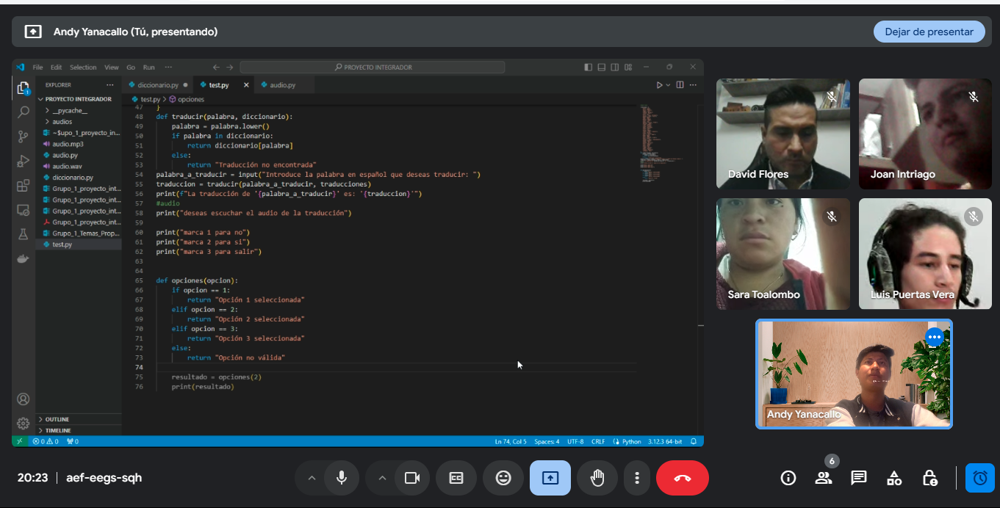 Andy Yanacallo (Tú, presentando)
Dejar de presentar
File Edit Selection View Go Run ···
PROYECTO INTEGRADOR
EXPLORER ···
diccionario.py
test.py
audio.py
PROYECTO INTEGRADOR
test.py > opciones
__pycache__
audios
~$upo_1_proyecto_in...
audio.mp3
audio.py
audio.wav
diccionario.py
Grupo_1_proyecto_int...
Grupo_1_proyecto_int...
Grupo_1_proyecto_int...
Grupo_1_proyecto_int...
Grupo_1_Temas_Prop...
test.py
OUTLINE
TIMELINE
47 }
48 def traducir(palabra, diccionario):
49 palabra = palabra.lower()
50 if palabra in diccionario:
51 return diccionario[palabra]
52 else:
53 return "Traducción no encontrada"
54 palabra_a_traducir = input("Introduce la palabra en español que deseas traducir: ")
55 traduccion = traducir(palabra_a_traducir, traducciones)
56 print(f"La traducción de '{palabra_a_traducir}' es: '{traduccion}'")
57 #audio
58 print("deseas escuchar el audio de la traducción")
59
60 print("marca 1 para no")
61 print("marca 2 para si")
62 print("marca 3 para salir")
63
64
65 def opciones(opcion):
66 if opcion == 1:
67 return "Opción 1 seleccionada"
68 elif opcion == 2:
69 return "Opción 2 seleccionada"
70 elif opcion == 3:
71 return "Opción 3 seleccionada"
72 else:
73 return "Opción no válida"
74
75 resultado = opciones(2)
76 print(resultado)
0 0 0
Ln 74, Col 5 Spaces: 4 UTF-8 CRLF Python 3.12.3 64-bit
David Flores
Joan Intriago
Sara Toalombo
Luis Puertas Vera
Andy Yanacallo
20:23 | aef-eegs-sqh
6